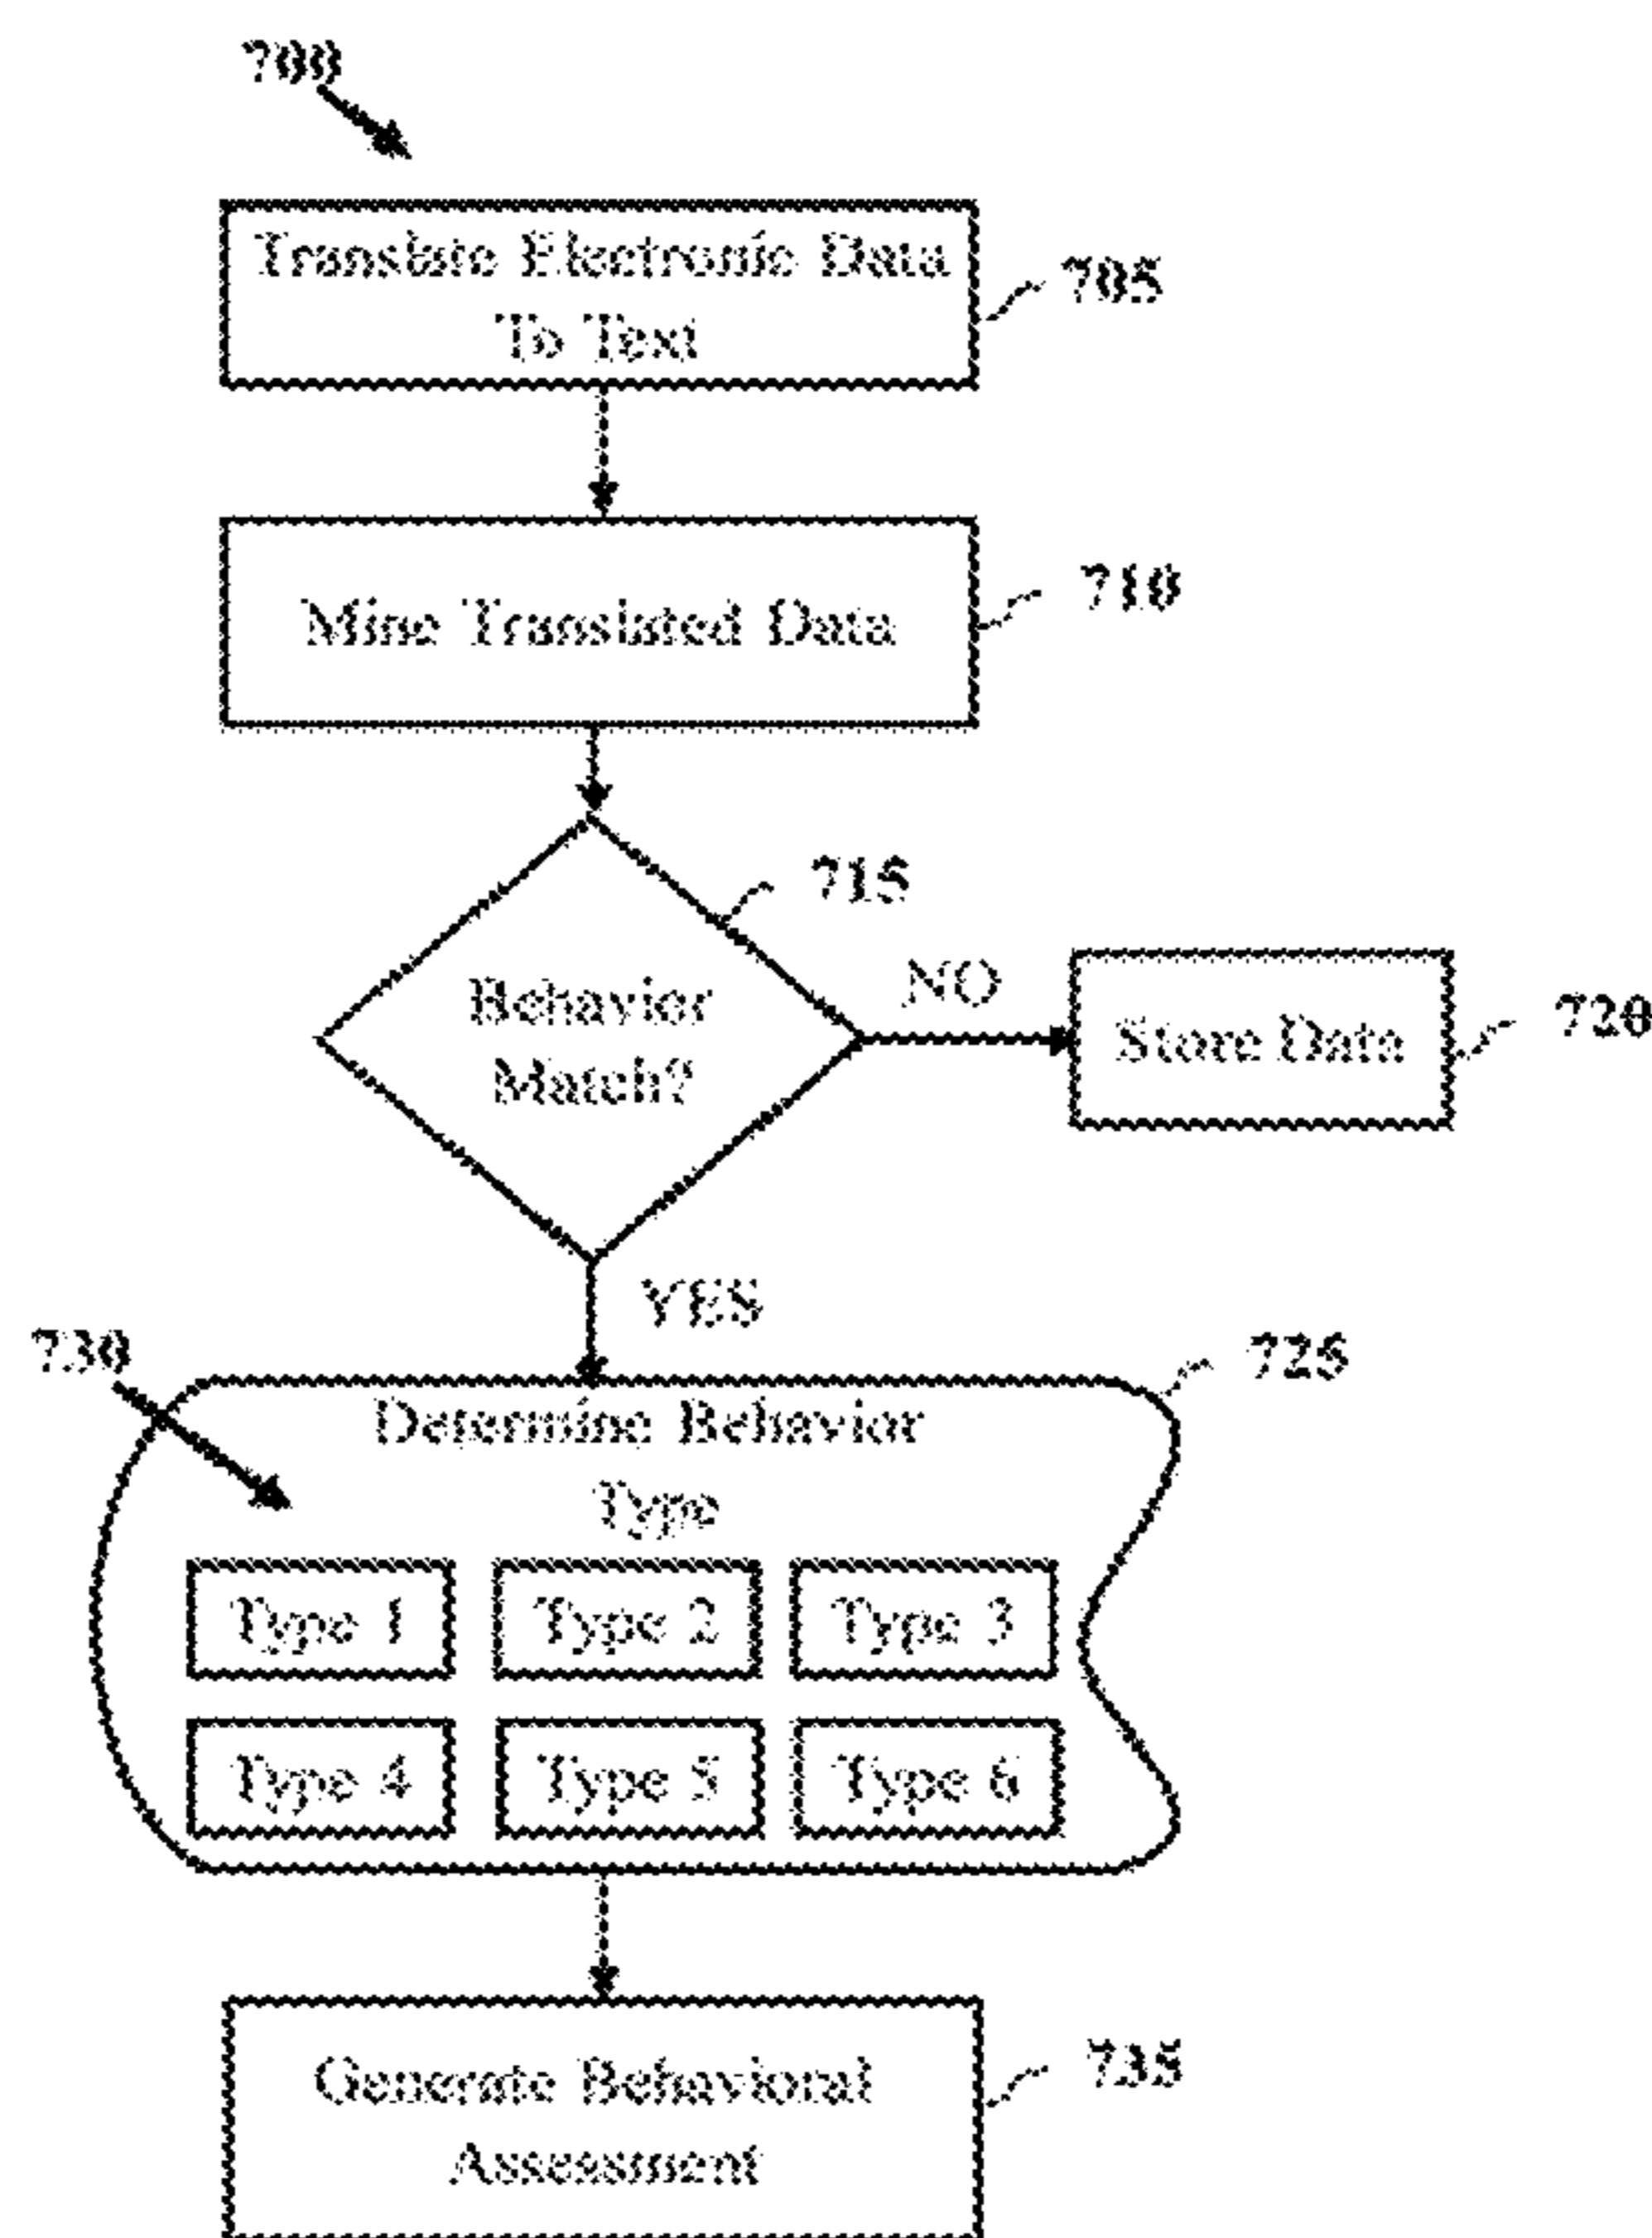 700
Translate Electronic Data
To Text
705
Mine Translated Data
710
715
Behavior
Match?
NO
Store Data
720
YES
730
725
Determine Behavior
Type
Type 1
Type 2
Type 3
Type 4
Type 5
Type 6
Generate Behavioral
Assessment
735